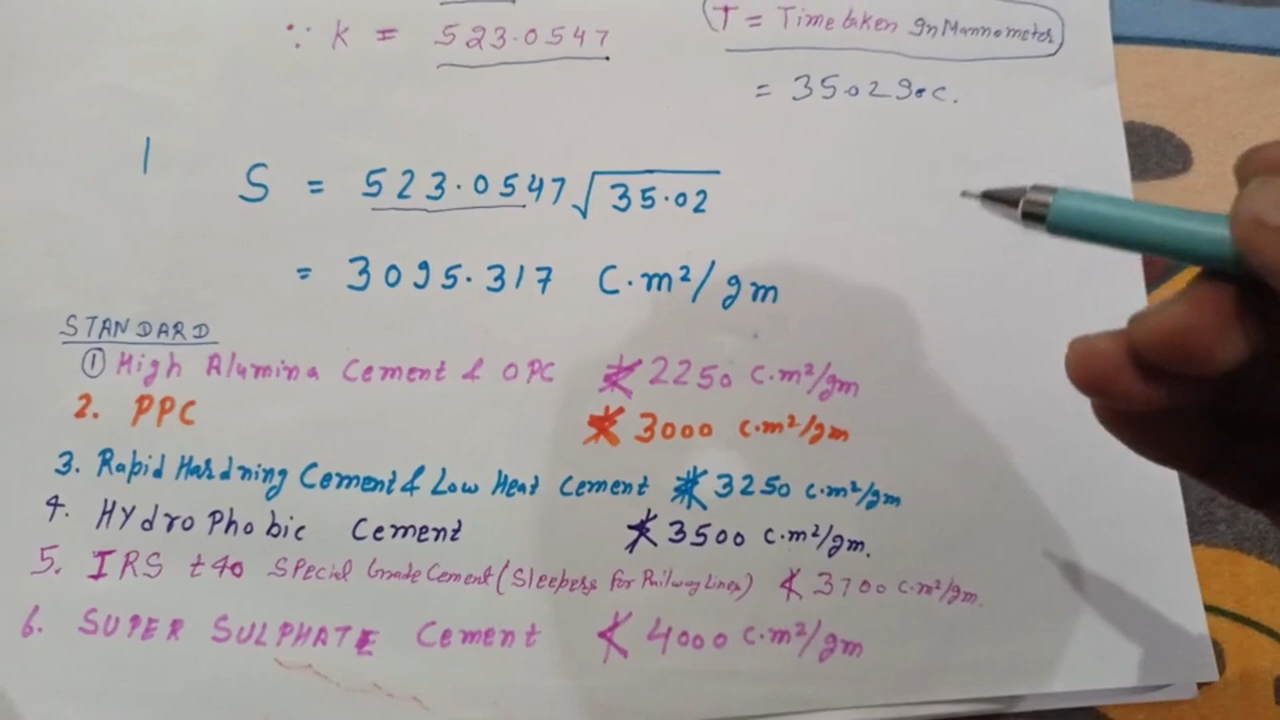 ∵ K = 523.0547
T = Time taken In Mannometer
= 35.02 Sec.
S = 523.0547 √35.02
= 3095.317 C.m²/gm
STANDARD
① High Alumina Cement & OPC ≮ 2250 C.m²/gm
2. PPC ≮ 3000 c.m²/gm
3. Rapid Hardning Cement & Low Heat Cement ≮ 3250 c.m²/gm
4. HYdroPhobic Cement ≮ 3500 c.m²/gm.
5. IRS t40 SPecial Grade Cement (Sleepers for Railway Lines) ≮ 3700 c.m²/gm.
6. SUPER SULPHATE Cement ≮ 4000 c.m²/gm